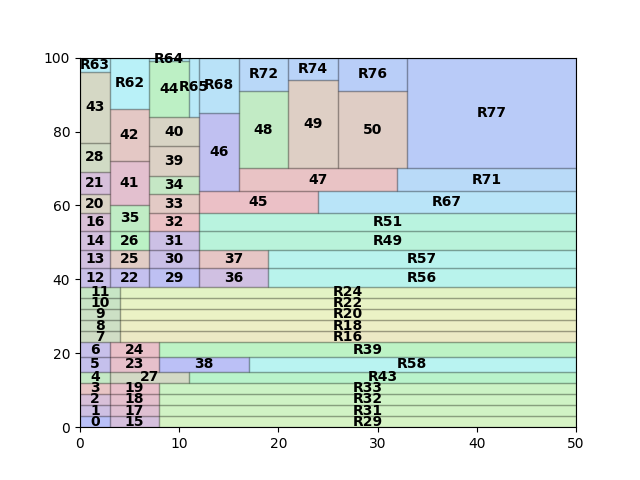 100
R63 R62 R64 R65 R68 R72 R74 R76 R77
43 44
80
42 40 46 48 49 50
28 39
21 41 34 47 R71
60
20 35 33 45 R67
16 32 R51
14 26 31 R49
13 25 30 37 R57
40
12 22 29 36 R56
11 R24
10 R22
9 R20
8 R18
7 R16
20
6 24 R39
5 23 38 R58
4 27 R43
3 19 R33
2 18 R32
1 17 R31
0
0 15 R29
0 10 20 30 40 50